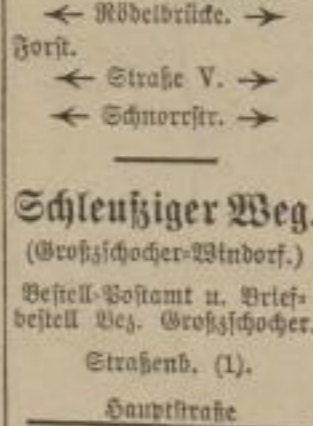 ← Rödelbrücke. →
Forst.
← Straße V. →
← Schnorrstr. →
Schleußiger Weg.
(Großzschocher-Windorf.)
Bestell-Postamt u. Brief-
bestell Bez. Großzschocher.
Straßenb. (1).
Hauptstraße